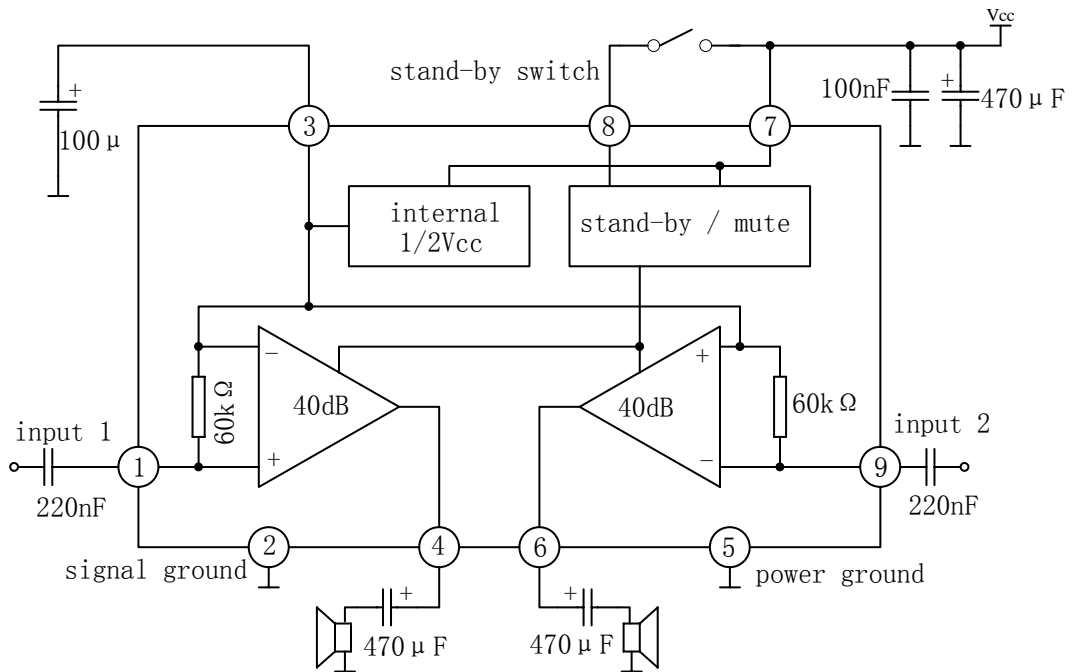 Vcc
stand-by switch
+
100μ
3
8
7
100nF
+
470μF
internal
1/2Vcc
stand-by / mute
−
+
60kΩ
40dB
40dB
60kΩ
input 1
input 2
1
+
−
9
220nF
220nF
2
4
6
5
signal ground
power ground
+
+
470μF
470μF